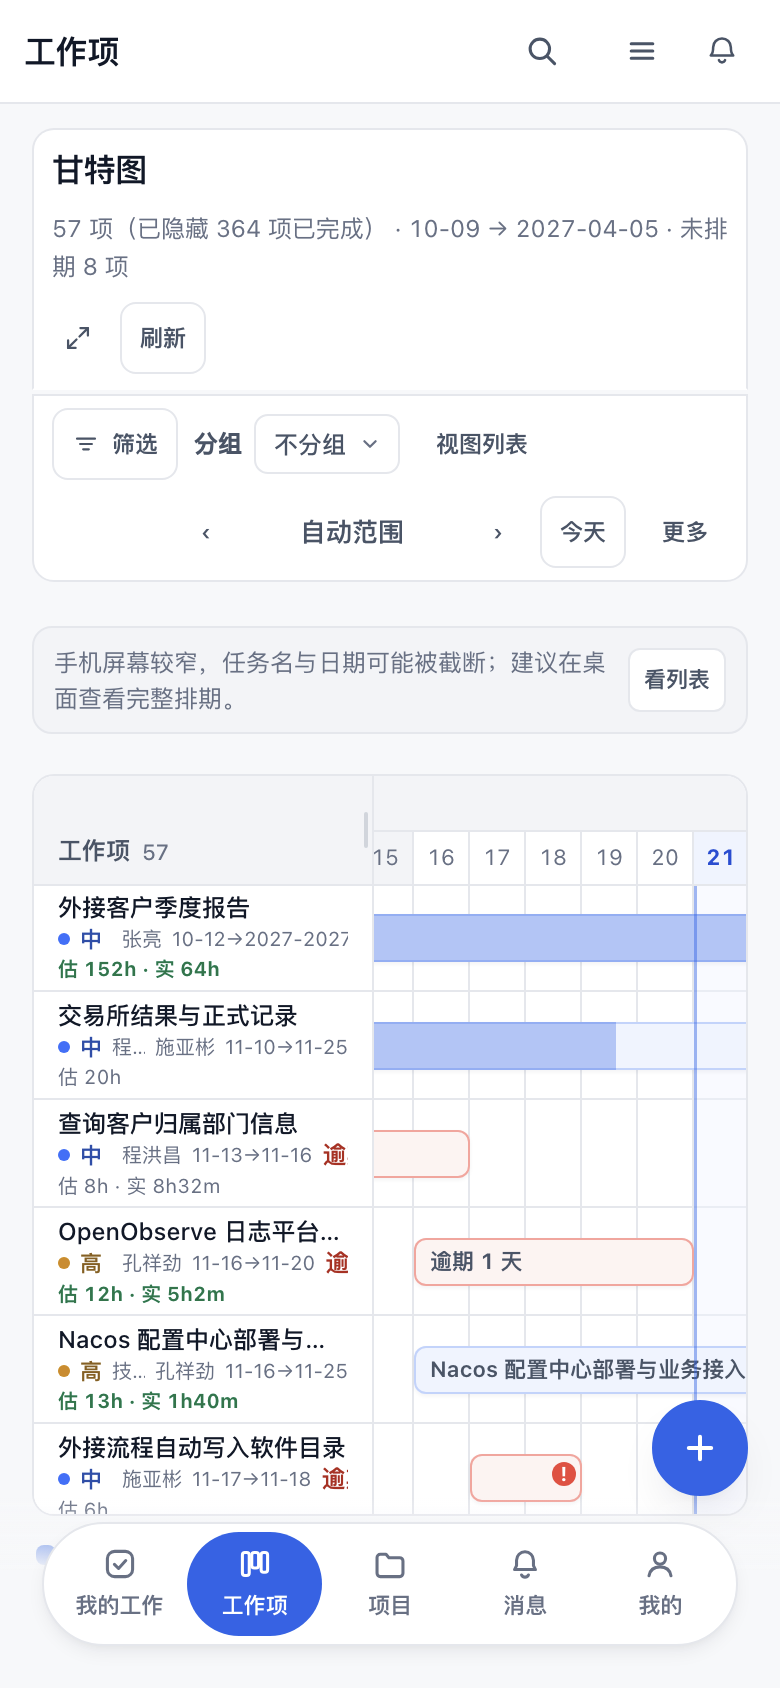 工作项
甘特图
57 项（已隐藏 364 项已完成） · 10-09 → 2027-04-05 · 未排
期 8 项
刷新
筛选 分组 不分组 视图列表
‹ 自动范围 › 今天 更多
手机屏幕较窄，任务名与日期可能被截断；建议在桌
面查看完整排期。
看列表
工作项 57
15 16 17 18 19 20 21
外接客户季度报告
中 张亮 10-12→2027-2027
估 152h · 实 64h
交易所结果与正式记录
中 程... 施亚彬 11-10→11-25
估 20h
查询客户归属部门信息
中 程洪昌 11-13→11-16 逾
估 8h · 实 8h32m
OpenObserve 日志平台...
高 孔祥劲 11-16→11-20 逾
估 12h · 实 5h2m
逾期 1 天
Nacos 配置中心部署与...
高 技... 孔祥劲 11-16→11-25
估 13h · 实 1h40m
Nacos 配置中心部署与业务接入
外接流程自动写入软件目录
中 施亚彬 11-17→11-18 逾
估 6h
!
我的工作 工作项 项目 消息 我的